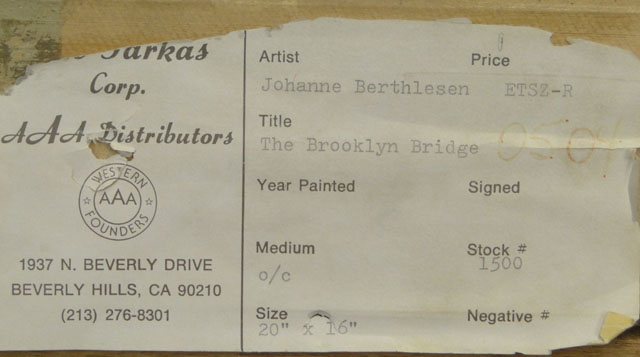 Farkas
Corp.
AAA Distributors
WESTERN
AAA
FOUNDERS
1937 N. BEVERLY DRIVE
BEVERLY HILLS, CA 90210
(213) 276-8301
Artist Price
Johanne Berthlesen ETSZ-R
Title
The Brooklyn Bridge
Year Painted Signed
Medium Stock #
o/c 1500
Size Negative #
20" x 16"